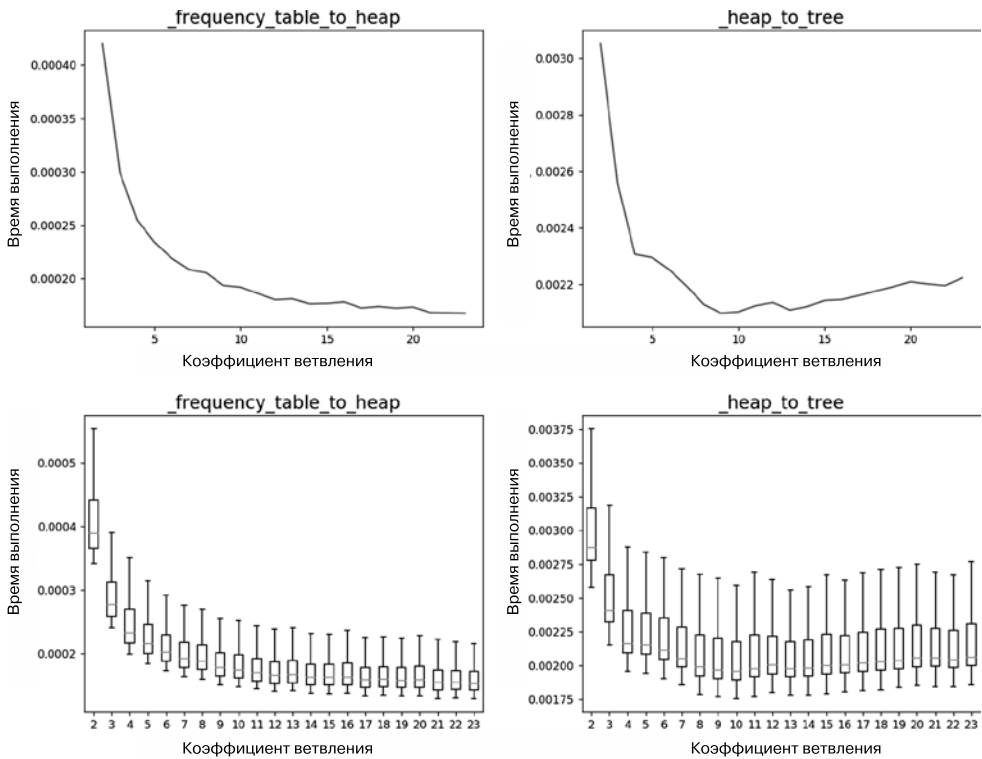 _frequency_table_to_heap
Время выполнения
0.00040
0.00035
0.00030
0.00025
0.00020
5 10 15 20
Коэффициент ветвления
_heap_to_tree
Время выполнения
0.0030
0.0028
0.0026
0.0024
0.0022
5 10 15 20
Коэффициент ветвления
_frequency_table_to_heap
Время выполнения
0.0005
0.0004
0.0003
0.0002
2 3 4 5 6 7 8 9 10 11 12 13 14 15 16 17 18 19 20 21 22 23
Коэффициент ветвления
_heap_to_tree
Время выполнения
0.00375
0.00350
0.00325
0.00300
0.00275
0.00250
0.00225
0.00200
0.00175
2 3 4 5 6 7 8 9 10 11 12 13 14 15 16 17 18 19 20 21 22 23
Коэффициент ветвления